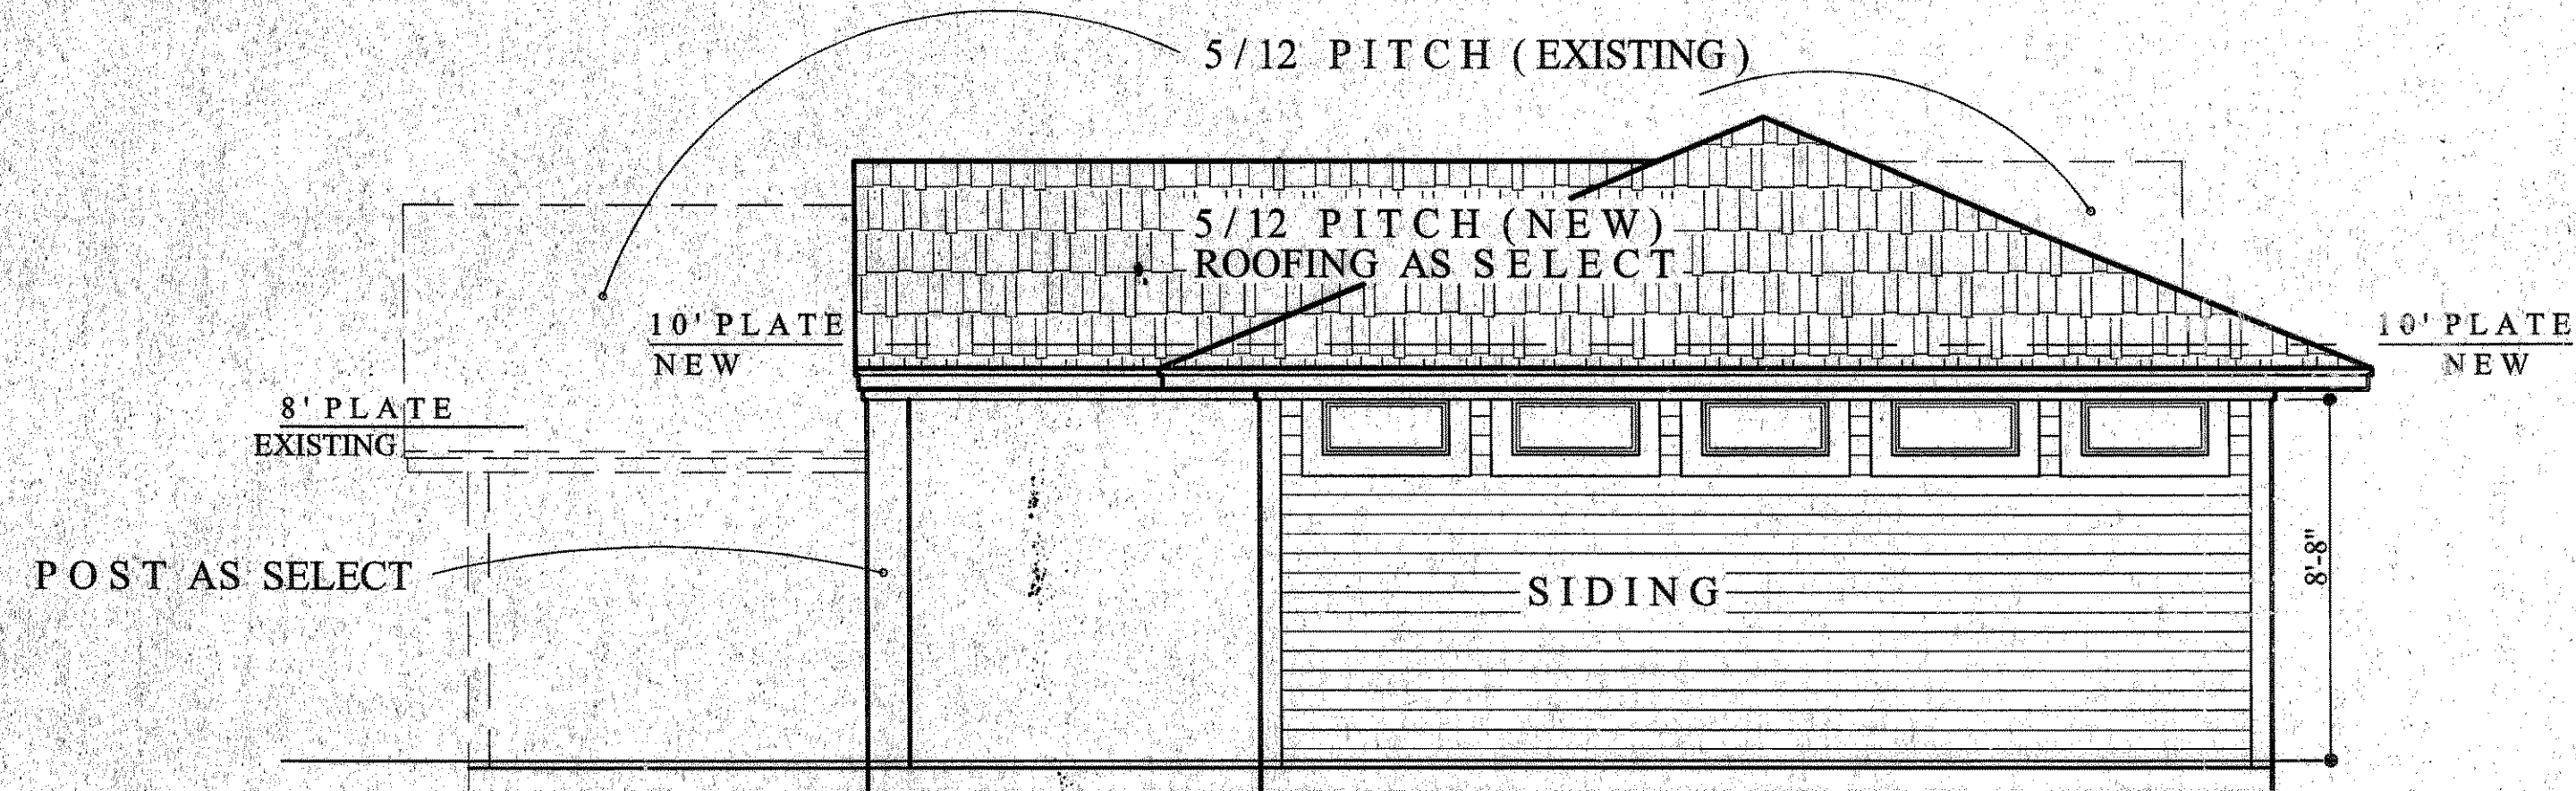 5/12 PITCH (EXISTING)
5/12 PITCH (NEW)
ROOFING AS SELECT
10' PLATE
NEW
10' PLATE
NEW
8' PLATE
EXISTING
POST AS SELECT
SIDING
8'-8"